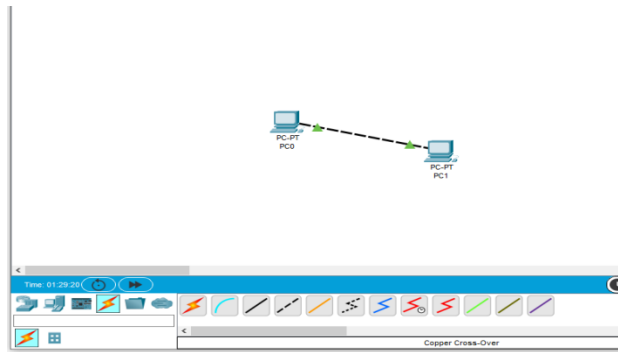 PC-PT
PC0
PC-PT
PC1
Time: 01:29:20
Copper Cross-Over